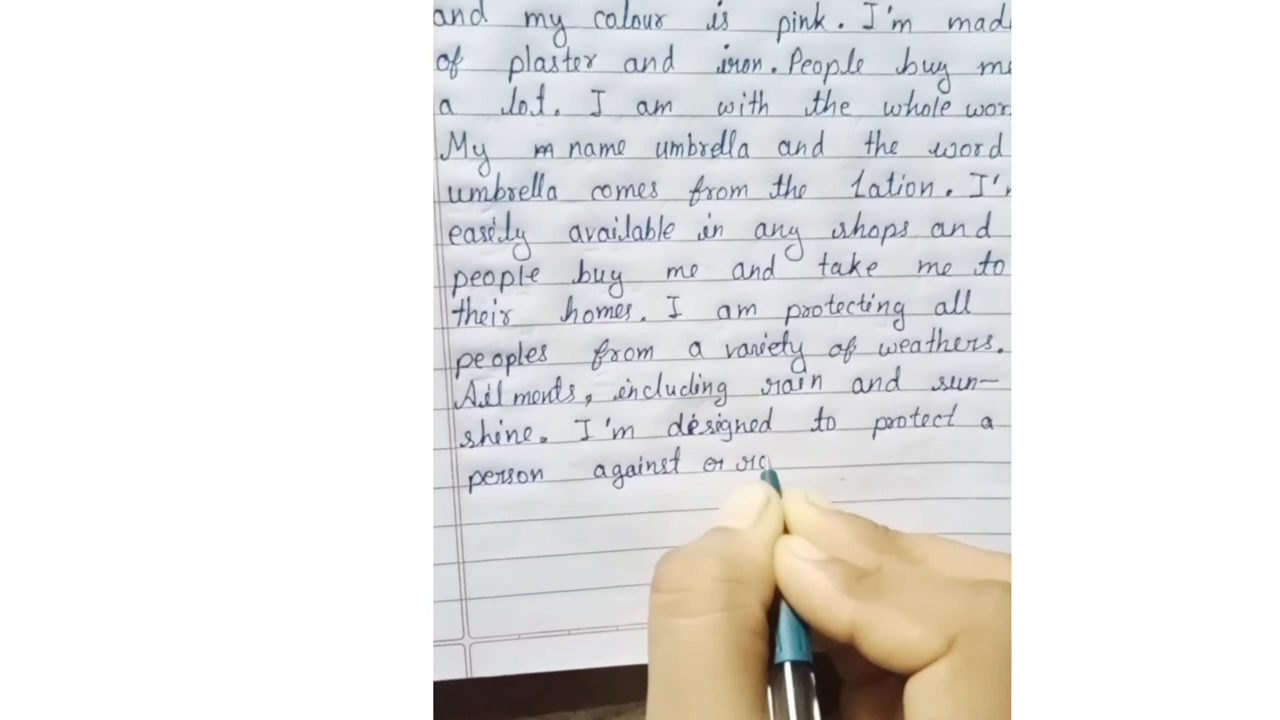 and my colour is pink. I'm mad
of plaster and iron. People buy me
a lot. I am with the whole wor
My m name umbrella and the word
umbrella comes from the lation. I'
easily available in any shops and
people buy me and take me to
their homes. I am protecting all
peoples from a variety of weathers.
Ailments, including rain and sun-
shine. I'm designed to protect a
person against or ra